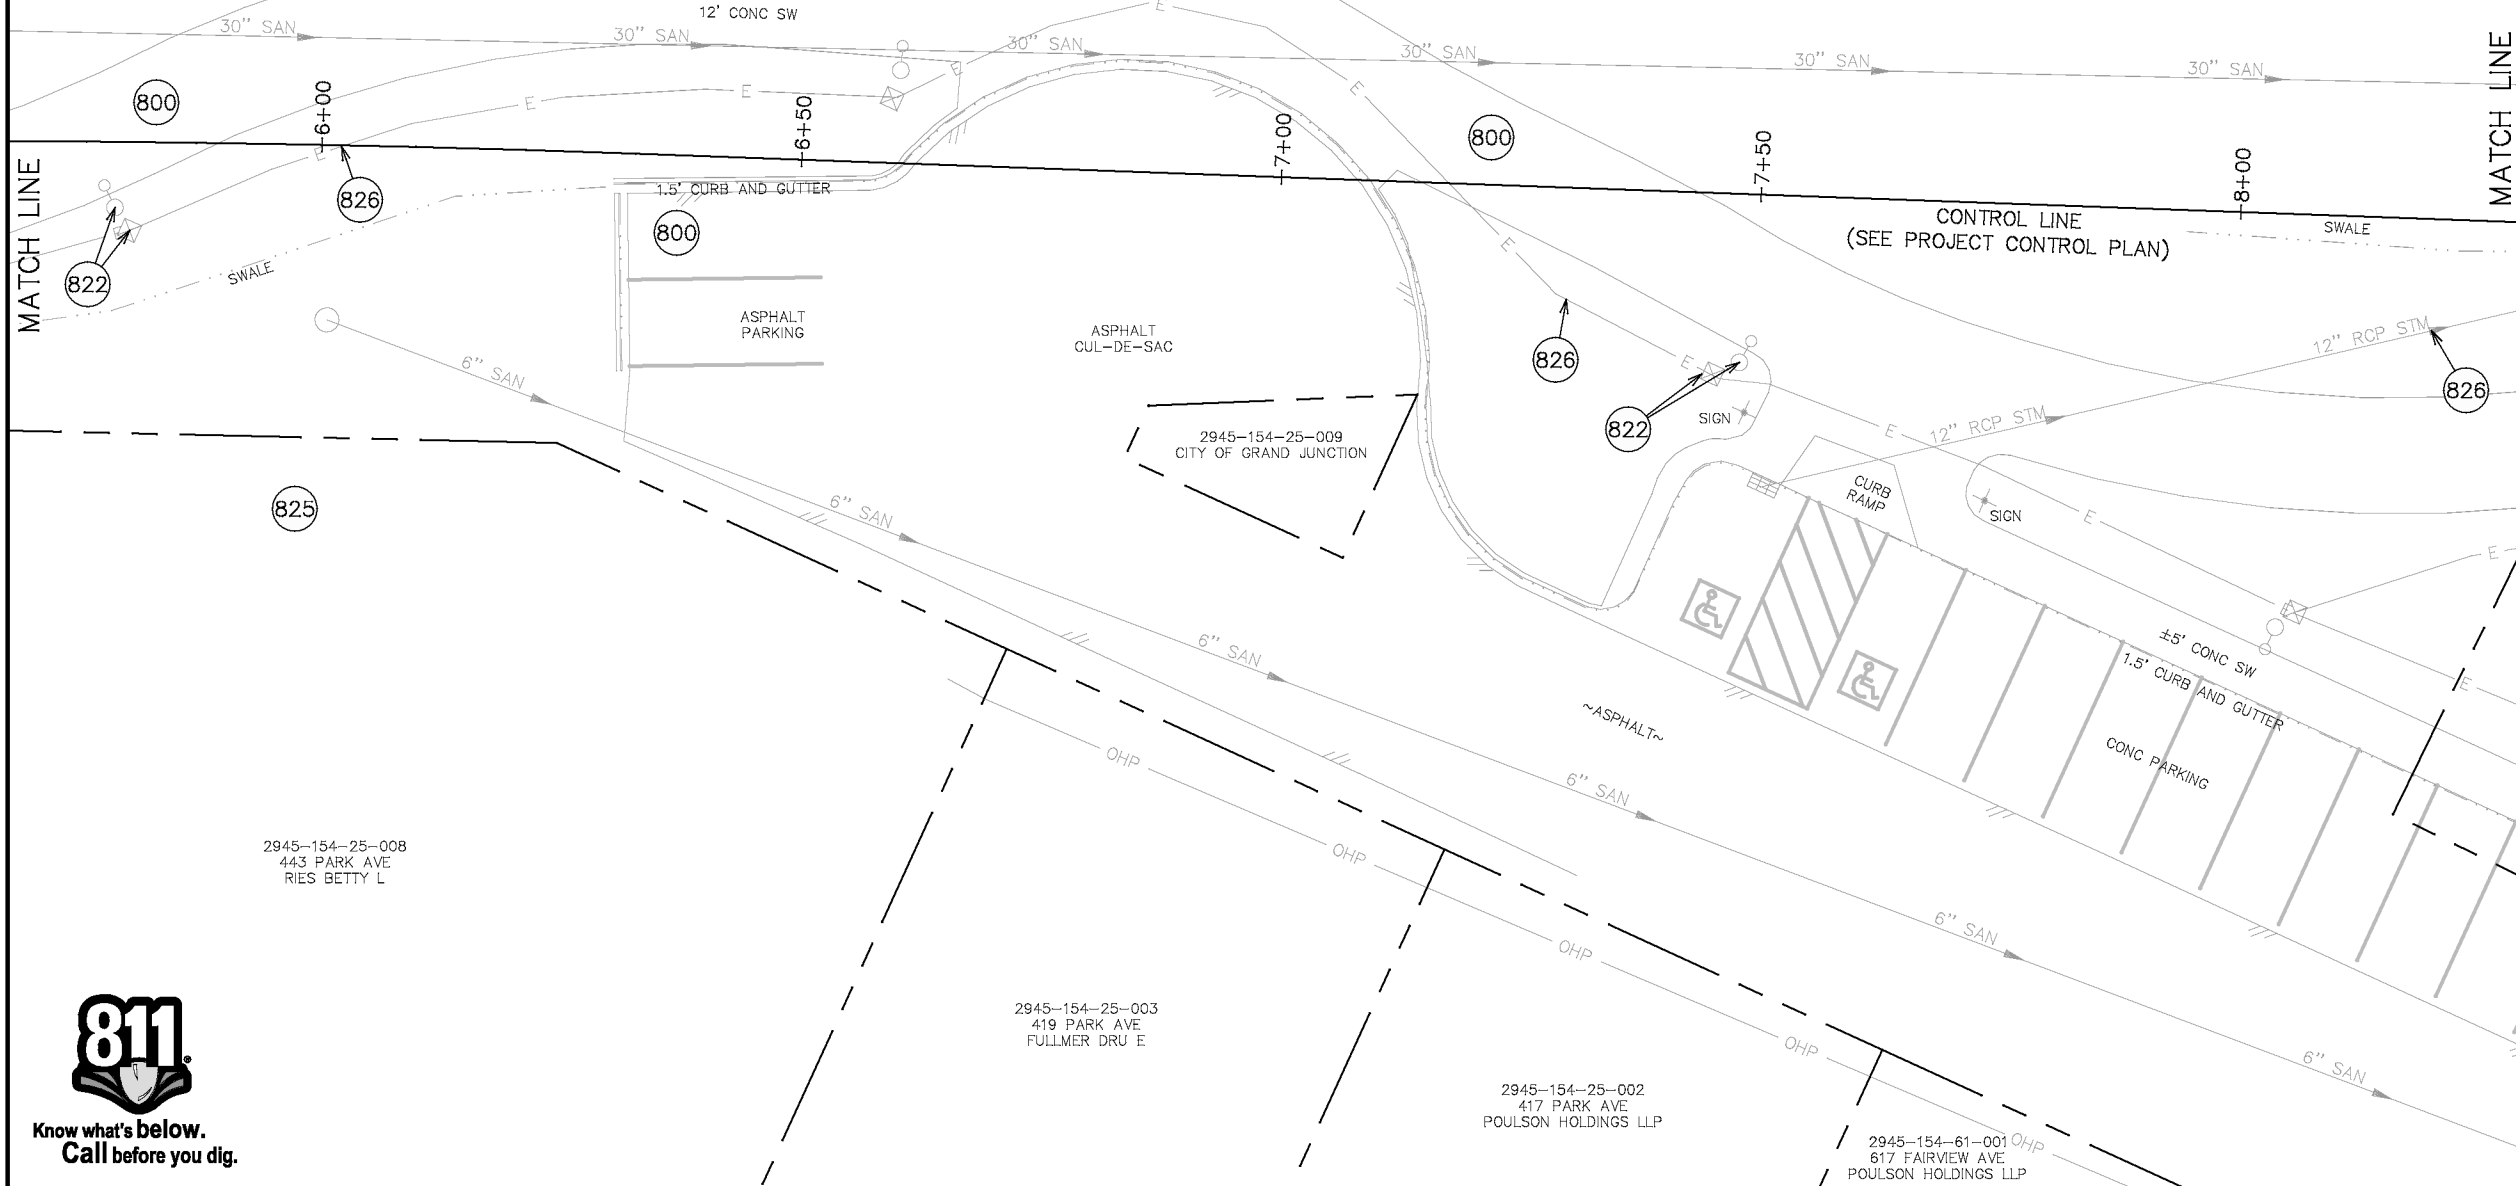 12' CONC SW
30" SAN
30" SAN
30" SAN
30" SAN
30" SAN
30" SAN
MATCH LINE
MATCH LINE
E
E
E
E
E
E
800
6+00
6+50
7+00
800
7+50
8+00
826
1.5' CURB AND GUTTER
800
CONTROL LINE
(SEE PROJECT CONTROL PLAN)
SWALE
822
SWALE
E
ASPHALT
PARKING
ASPHALT
CUL-DE-SAC
826
E
822
SIGN
12" RCP STM
826
6" SAN
2945-154-25-009
CITY OF GRAND JUNCTION
E
12" RCP STM
825
6" SAN
CURB
RAMP
SIGN
E
E
6" SAN
±5' CONC SW
1.5' CURB AND GUTTER
E
~ASPHALT~
CONC PARKING
OHP
6" SAN
OHP
2945-154-25-008
443 PARK AVE
RIES BETTY L
6" SAN
OHP
811®
Know what's below.
Call before you dig.
2945-154-25-003
419 PARK AVE
FULLMER DRU E
OHP
6" SAN
2945-154-25-002
417 PARK AVE
POULSON HOLDINGS LLP
OHP
2945-154-61-001
617 FAIRVIEW AVE
POULSON HOLDINGS LLP